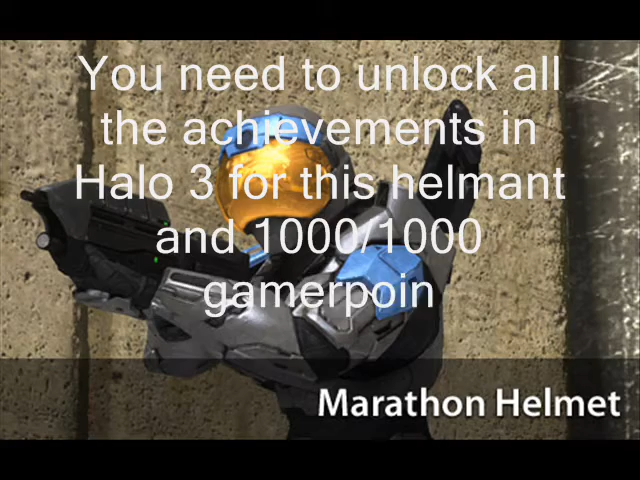 You need to unlock all
the achievements in
Halo 3 for this helmant
and 1000/1000
gamerpoin
Marathon Helmet